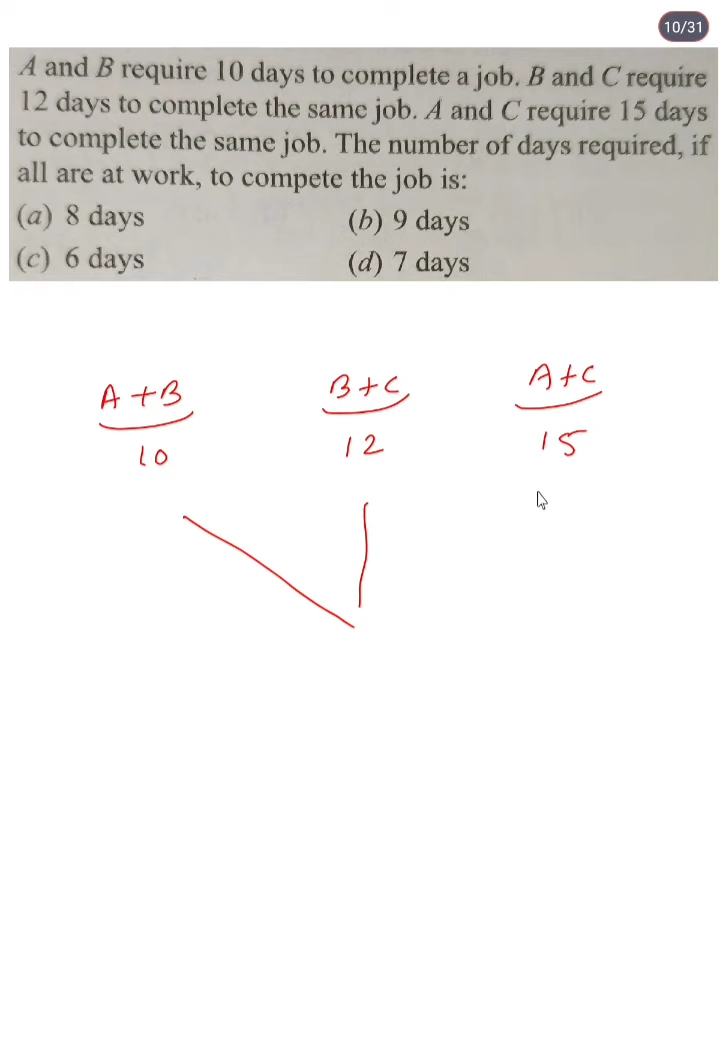 10/31
A and B require 10 days to complete a job. B and C require
12 days to complete the same job. A and C require 15 days
to complete the same job. The number of days required, if
all are at work, to compete the job is:
(a) 8 days (b) 9 days
(c) 6 days (d) 7 days
A+B B+C A+C
10 12 15